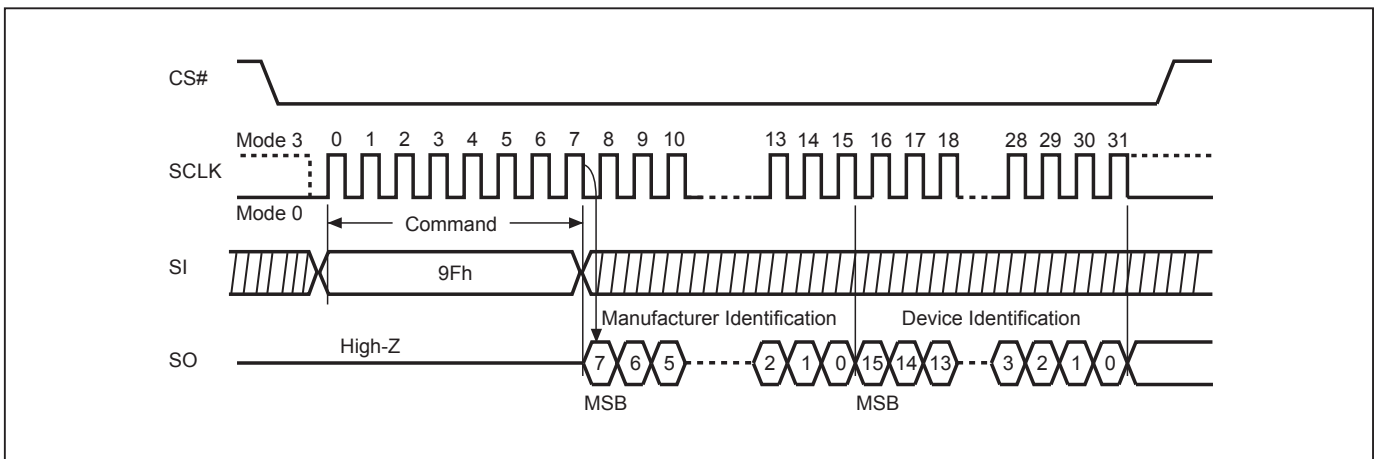 CS#
Mode 3 0 1 2 3 4 5 6 7 8 9 10 13 14 15 16 17 18 28 29 30 31
SCLK
Mode 0
Command
SI 9Fh
Manufacturer Identification Device Identification
High-Z
SO 7 6 5 2 1 0 15 14 13 3 2 1 0
MSB MSB